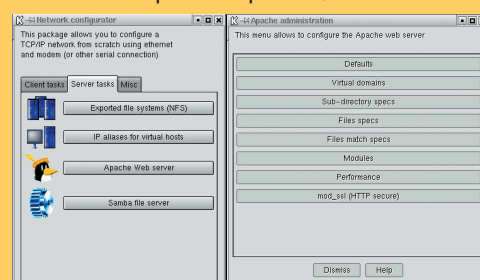 Network configurator
This package allows you to configure a
TCP/IP network from scratch using ethernet
and modem (or other serial connection)
Client tasks
Server tasks
Misc
Exported file systems (NFS)
IP aliases for virtual hosts
Apache Web server
Samba file server
Apache administration
This menu allows to configure the Apache web server
Defaults
Virtual domains
Sub-directory specs
Files specs
Files match specs
Modules
Performance
mod_ssl (HTTP secure)
Dismiss
Help